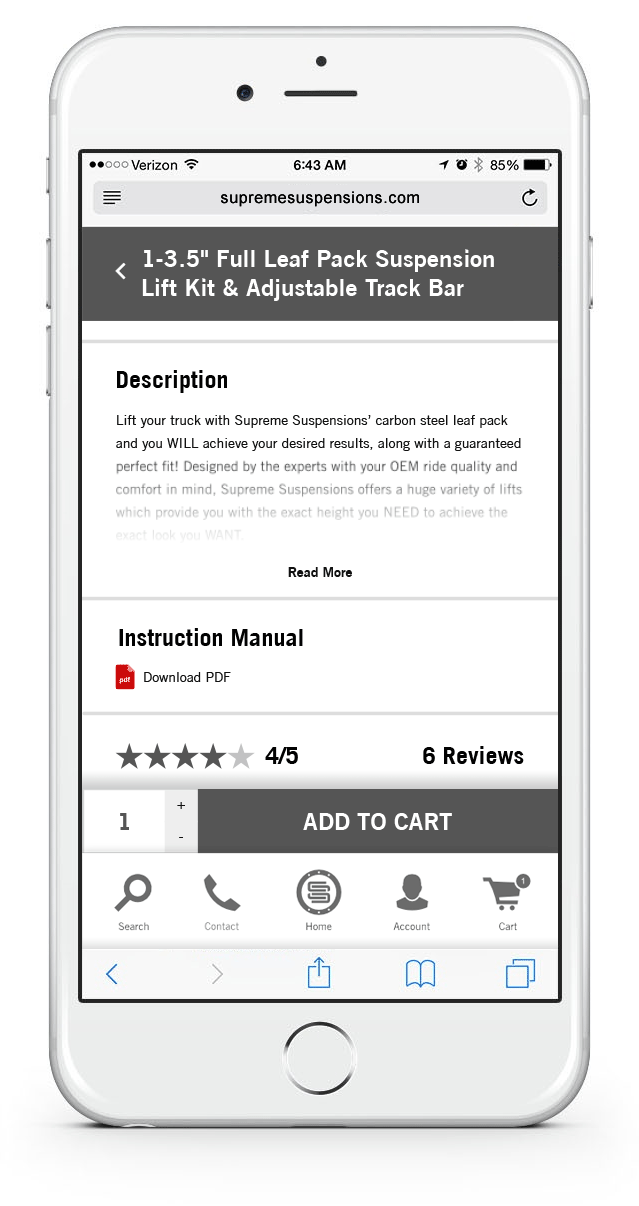 Verizon 6:43 AM 85%
supremesuspensions.com
1-3.5" Full Leaf Pack Suspension
Lift Kit & Adjustable Track Bar
Description
Lift your truck with Supreme Suspensions’ carbon steel leaf pack
and you WILL achieve your desired results, along with a guaranteed
perfect fit! Designed by the experts with your OEM ride quality and
comfort in mind, Supreme Suspensions offers a huge variety of lifts
which provide you with the exact height you NEED to achieve the
exact look you WANT.
Read More
Instruction Manual
pdf Download PDF
4/5 6 Reviews
1 + - ADD TO CART
1
Search Contact Home Account Cart